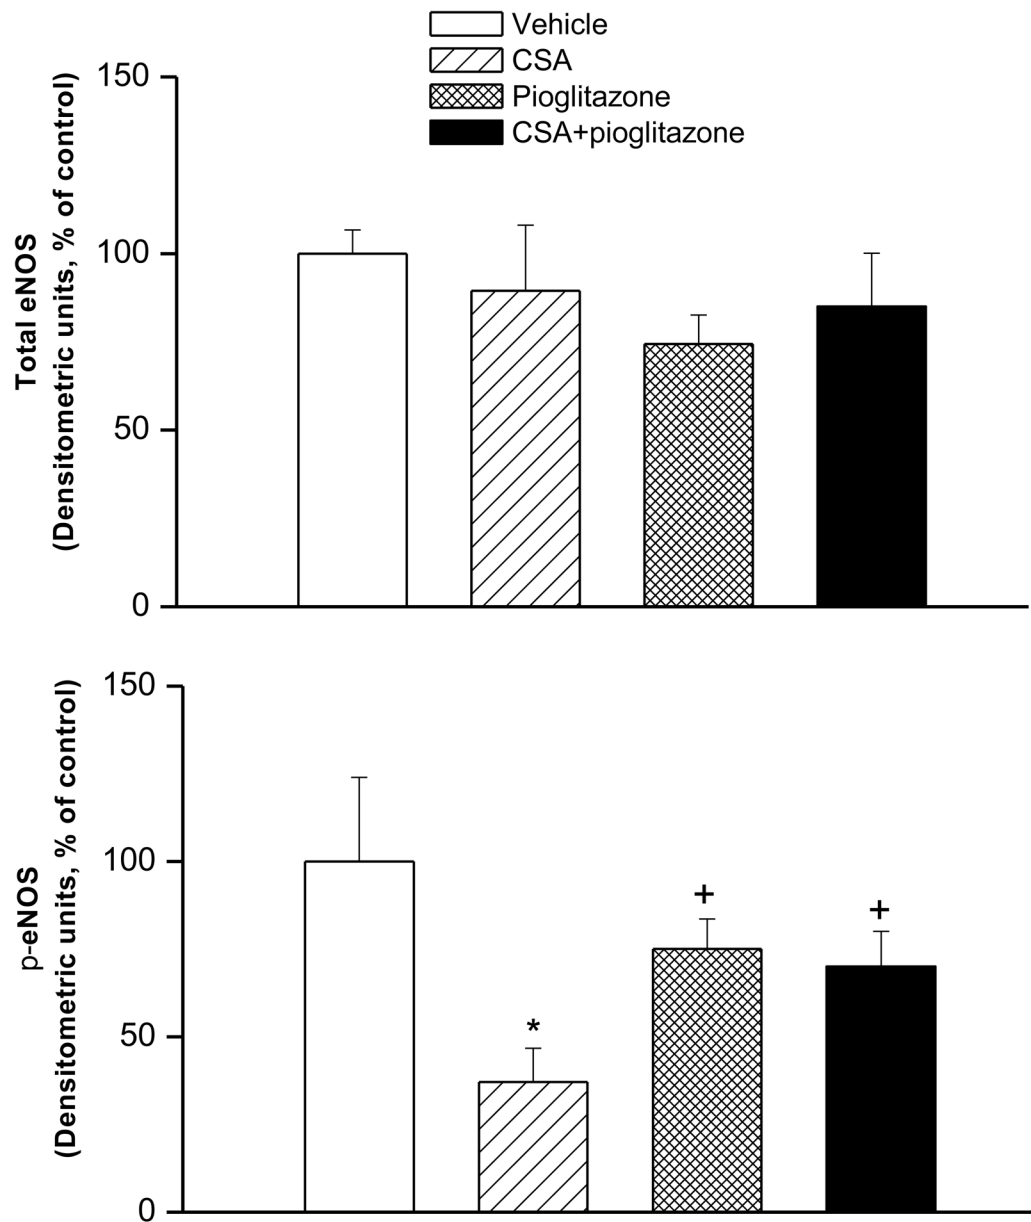 Vehicle
CSA
Pioglitazone
CSA+pioglitazone
150
100
50
0
Total eNOS
(Densitometric units, % of control)
150
100
50
0
p-eNOS
(Densitometric units, % of control)
*
+
+